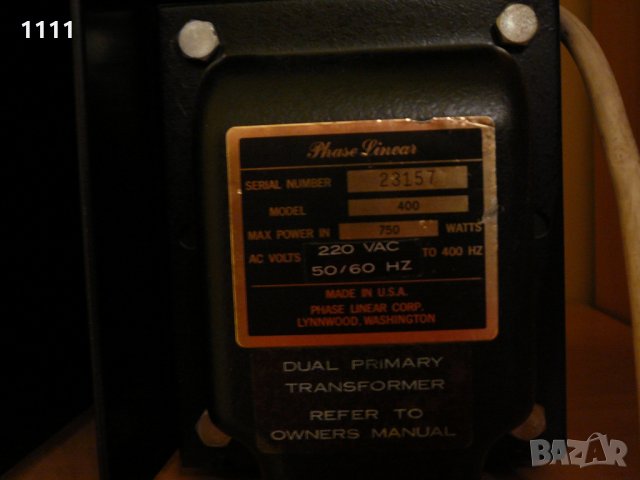 1111
Phase Linear
SERIAL NUMBER 23157
MODEL 400
MAX POWER IN 750 WATTS
AC VOLTS 220 VAC TO 400 HZ
50/60 HZ
MADE IN U.S.A.
PHASE LINEAR CORP.
LYNNWOOD, WASHINGTON
DUAL PRIMARY
TRANSFORMER
REFER TO
OWNERS MANUAL
BAZAR